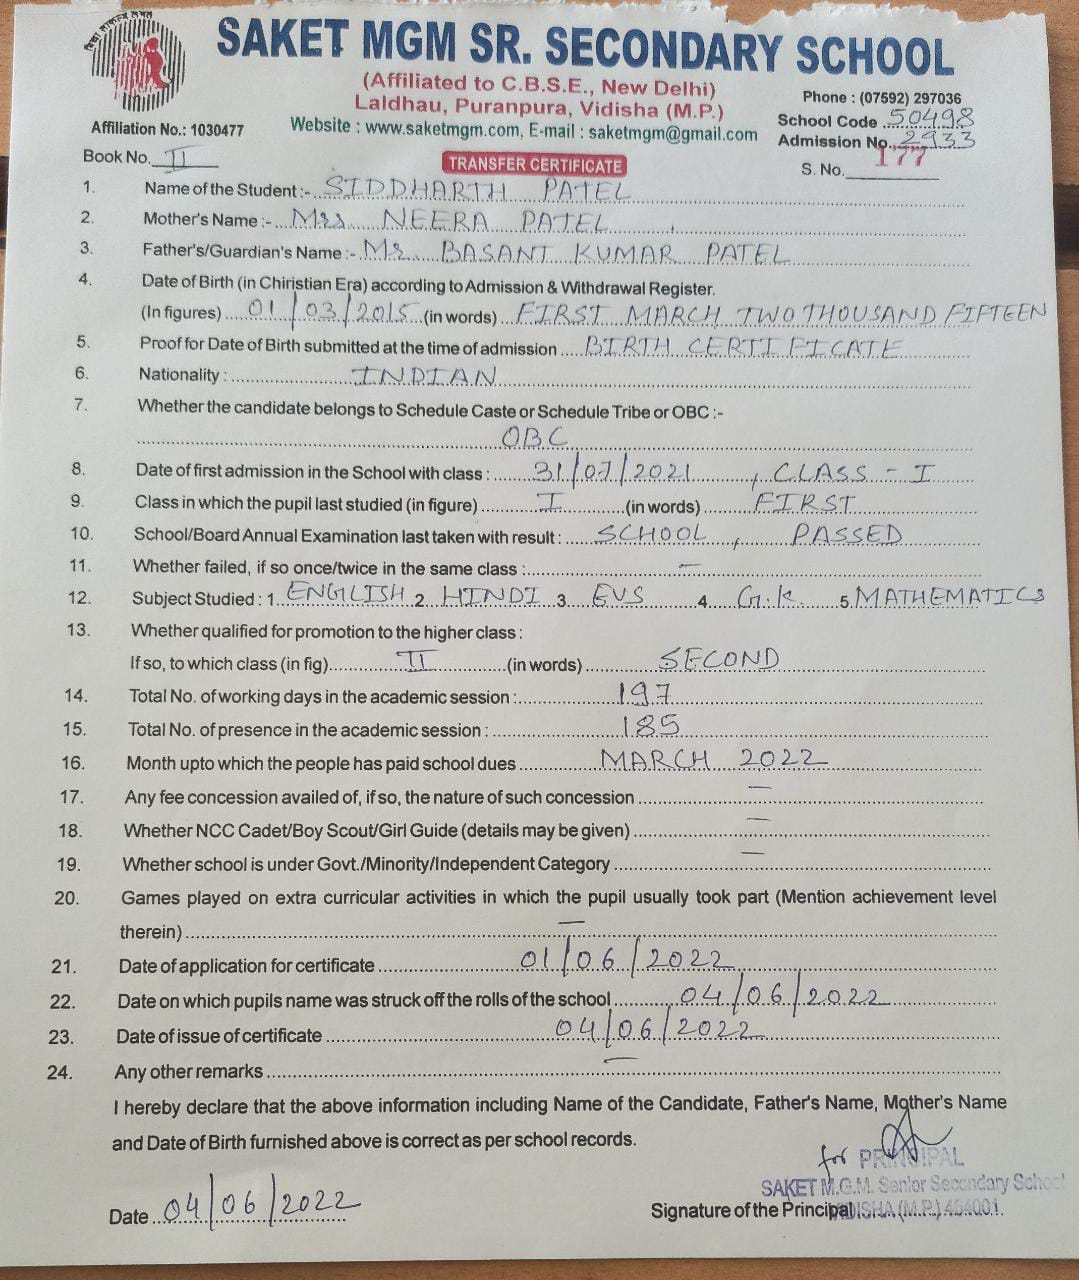 SAKET MGM SR. SECONDARY SCHOOL
(Affiliated to C.B.S.E., New Delhi)
Laldhau, Puranpura, Vidisha (M.P.)
Phone : (07592) 297036
Affiliation No.: 1030477
Website : www.saketmgm.com, E-mail : saketmgm@gmail.com
School Code 50498
Admission No. 2933
Book No. II
TRANSFER CERTIFICATE
S. No. 177
1. Name of the Student :- SIDDHARTH PATEL
2. Mother's Name :- Mrs NEERA PATEL
3. Father's/Guardian's Name :- Mr. BASANT KUMAR PATEL
4. Date of Birth (in Chiristian Era) according to Admission & Withdrawal Register.
(In figures) 01/03/2015 (in words) FIRST MARCH TWO THOUSAND FIFTEEN
5. Proof for Date of Birth submitted at the time of admission BIRTH CERTIFICATE
6. Nationality : INDIAN
7. Whether the candidate belongs to Schedule Caste or Schedule Tribe or OBC :-
OBC
8. Date of first admission in the School with class : 31/07/2021, CLASS - I
9. Class in which the pupil last studied (in figure) I (in words) FIRST
10. School/Board Annual Examination last taken with result : SCHOOL, PASSED
11. Whether failed, if so once/twice in the same class : —
12. Subject Studied : 1. ENGLISH 2. HINDI 3. EVS 4. G.K. 5. MATHEMATICS
13. Whether qualified for promotion to the higher class :
If so, to which class (in fig) II (in words) SECOND
14. Total No. of working days in the academic session : 197
15. Total No. of presence in the academic session : 185
16. Month upto which the people has paid school dues MARCH 2022
17. Any fee concession availed of, if so, the nature of such concession —
18. Whether NCC Cadet/Boy Scout/Girl Guide (details may be given) —
19. Whether school is under Govt./Minority/Independent Category —
20. Games played on extra curricular activities in which the pupil usually took part (Mention achievement level
therein) —
21. Date of application for certificate 01/06/2022
22. Date on which pupils name was struck off the rolls of the school 04/06/2022
23. Date of issue of certificate 04/06/2022
24. Any other remarks —
I hereby declare that the above information including Name of the Candidate, Father's Name, Mother's Name
and Date of Birth furnished above is correct as per school records.
for PRINCIPAL
SAKET M.G.M. Senior Secondary School
VIDISHA (M.P.) 464001.
Date 04/06/2022
Signature of the Principal